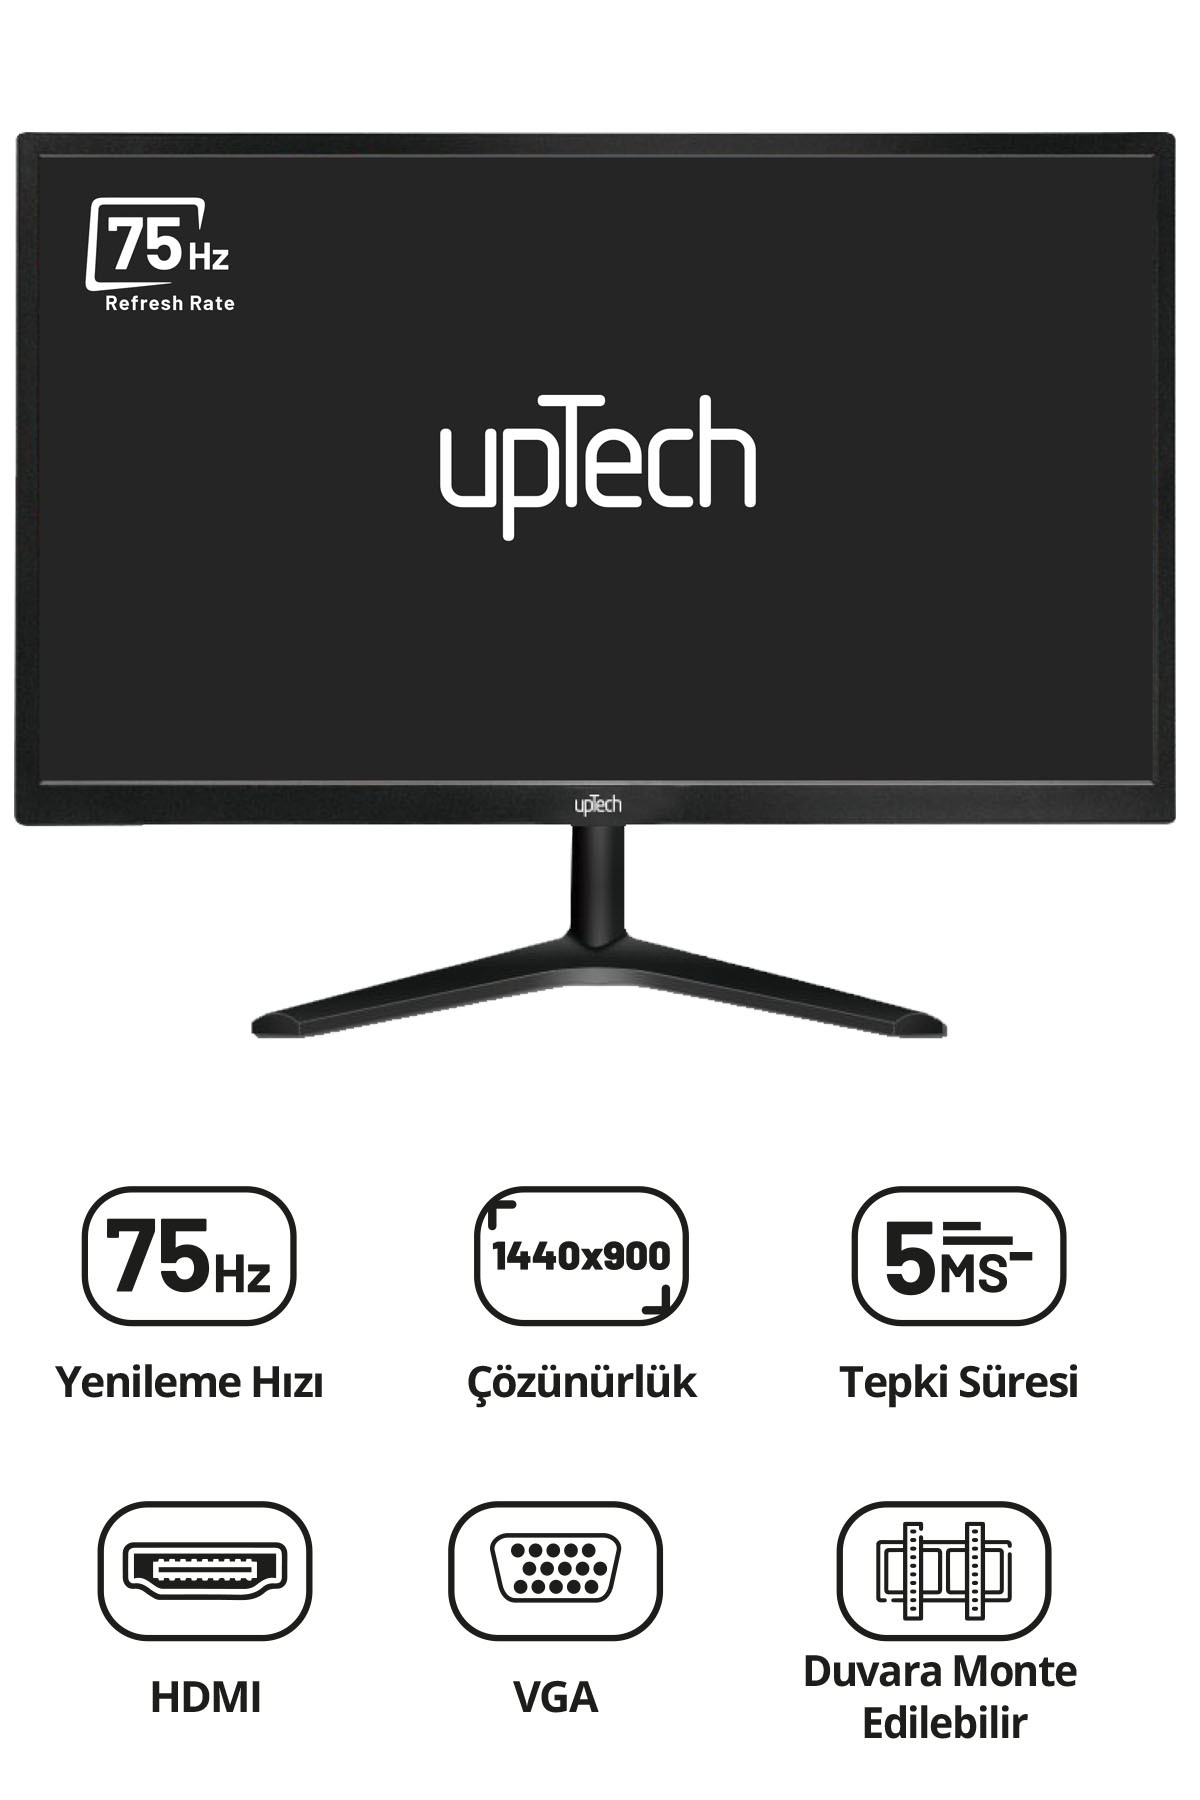 75 Hz
Refresh Rate
upTech
upTech
75Hz
1440x900
5MS
Yenileme Hızı
Çözünürlük
Tepki Süresi
HDMI
VGA
Duvara Monte
Edilebilir